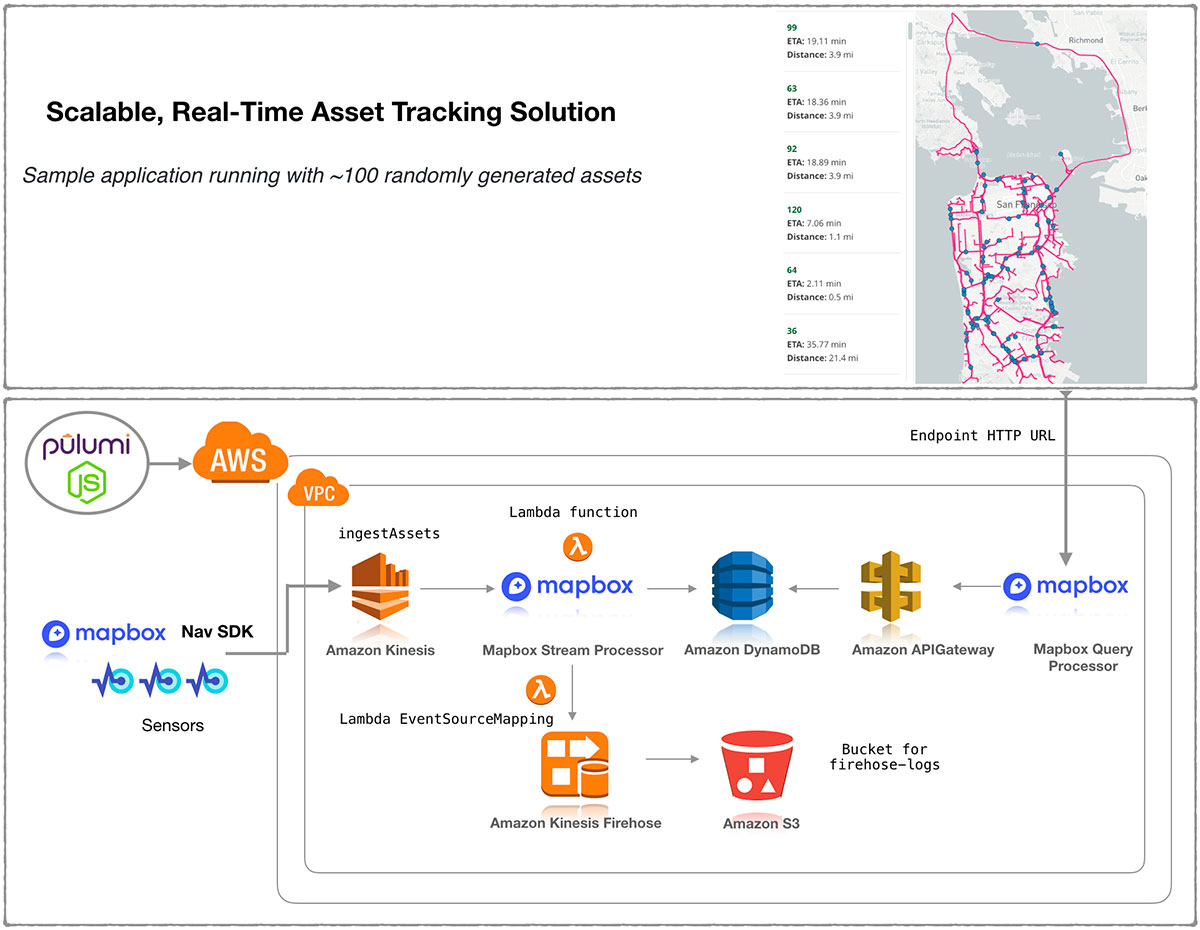 Scalable, Real-Time Asset Tracking Solution
Sample application running with ~100 randomly generated assets
99
ETA: 19.11 min
Distance: 3.9 mi
63
ETA: 18.36 min
Distance: 3.9 mi
92
ETA: 18.89 min
Distance: 3.9 mi
120
ETA: 7.06 min
Distance: 1.1 mi
64
ETA: 2.11 min
Distance: 0.5 mi
36
ETA: 35.77 min
Distance: 21.4 mi
San Pablo
Richmond
El Cerrito
Albany
Berk
Oak
San Francisco
Endpoint HTTP URL
pulumi
JS
AWS
VPC
Lambda function
ingestAssets
λ
mapbox
mapbox
mapbox
Nav SDK
Amazon Kinesis
Mapbox Stream Processor
Amazon DynamoDB
Amazon APIGateway
Mapbox Query
Processor
Sensors
λ
Lambda EventSourceMapping
Bucket for
firehose-logs
Amazon Kinesis Firehose
Amazon S3